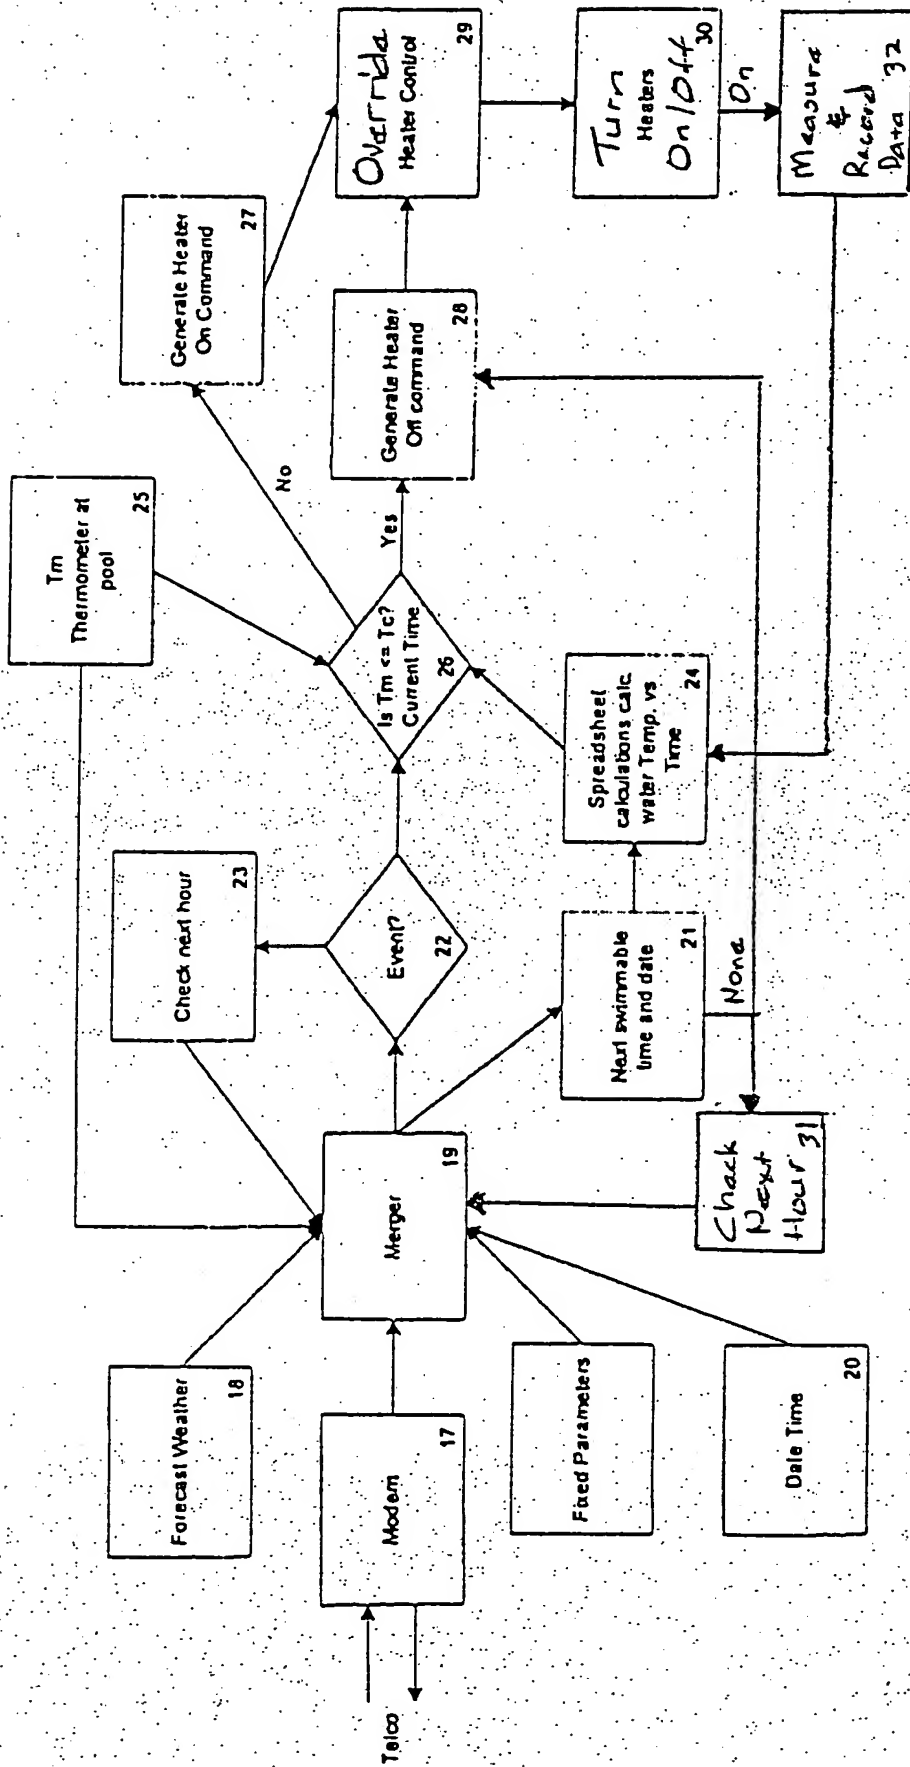 Telco
Modem
17
Forecast Weather
18
Fixed Parameters
Date Time
20
Merger
19
Check
Next
Hour
31
Check next hour
23
Event?
22
Next swimmable
time and date
21
None
Tm
Thermometer at
pool
25
Is Tm <= Tc?
Current Time
26
Spreadsheet
calculations calc.
water Temp. vs
Time
24
No
Yes
Generate Heater
On Command
27
Generate Heater
Off command
28
Override
Heater Control
29
Turn
Heaters
On/Off
30
On
Measure
&
Record
Data 32